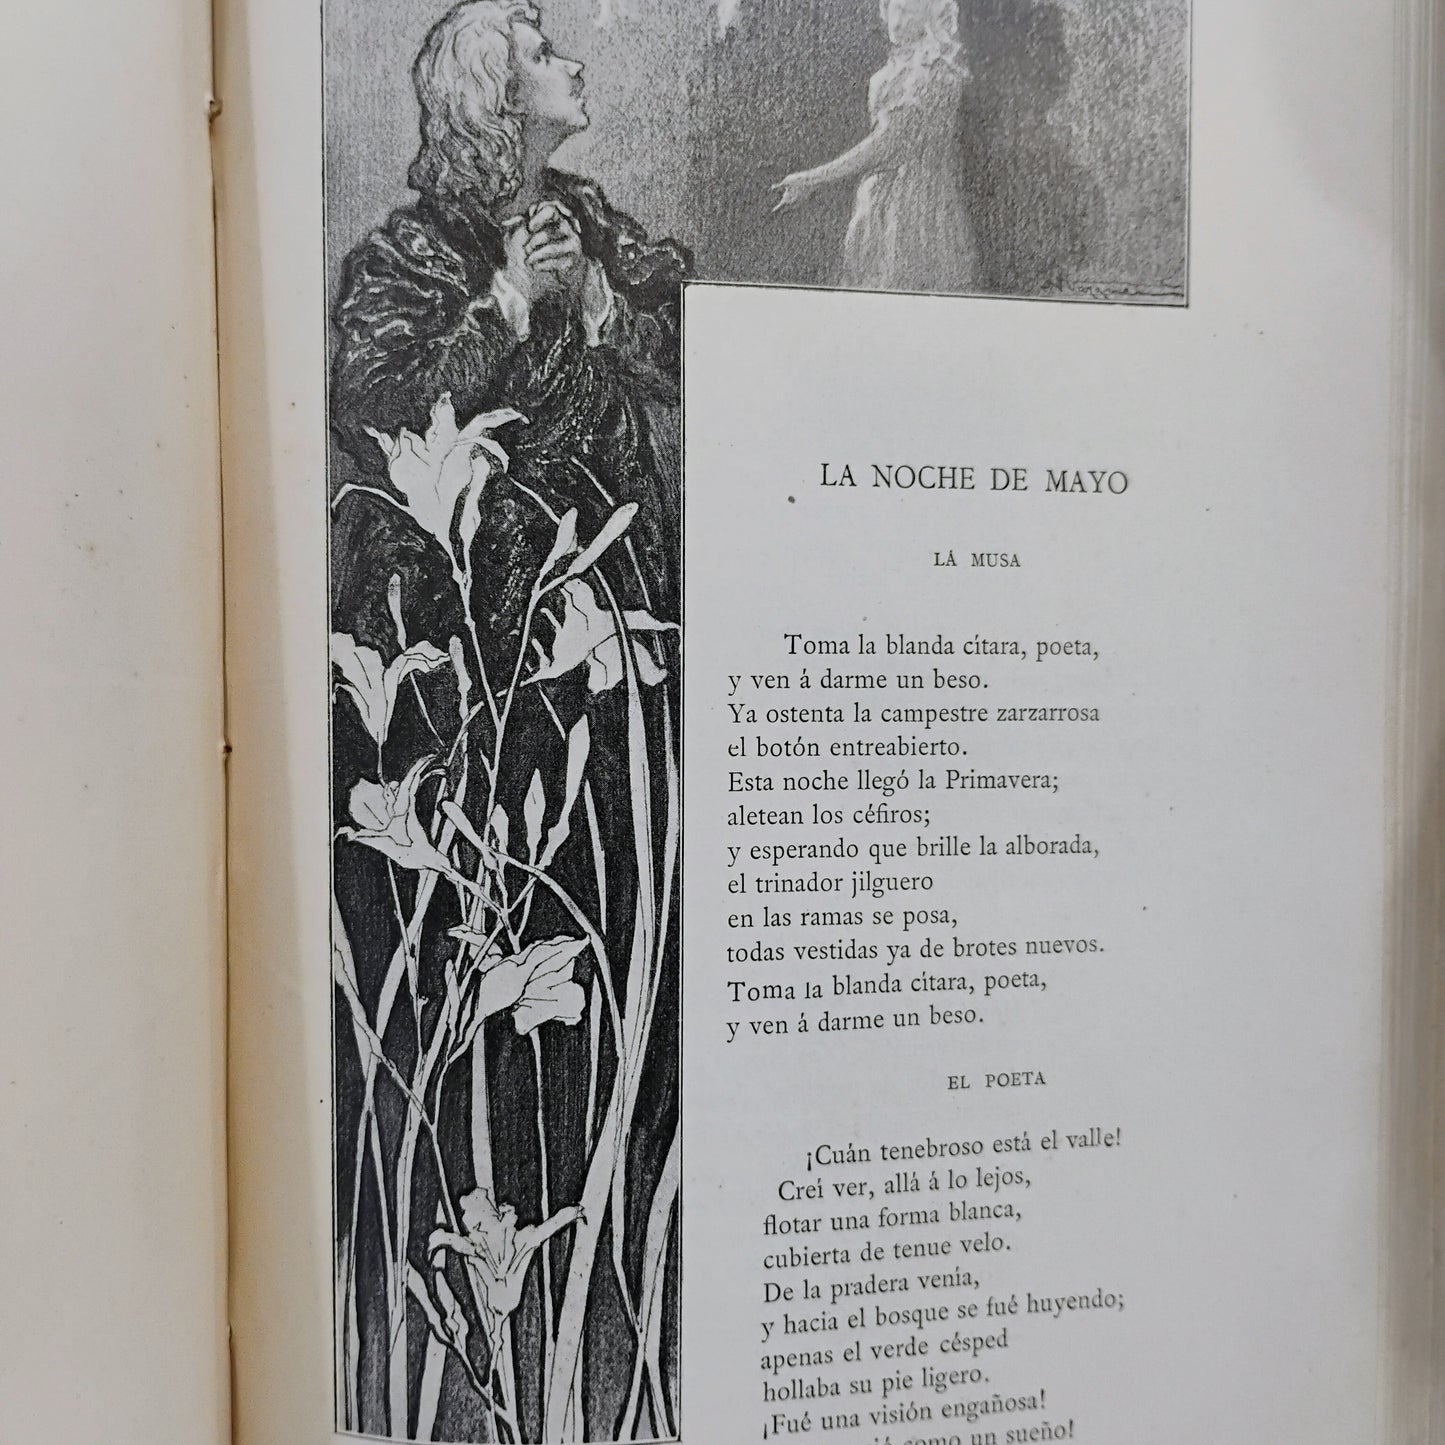 LA NOCHE DE MAYO
LÁ MUSA
Toma la blanda cítara, poeta,
y ven á darme un beso.
Ya ostenta la campestre zarzarrosa
el botón entreabierto.
Esta noche llegó la Primavera;
aletean los céfiros;
y esperando que brille la alborada,
el trinador jilguero
en las ramas se posa,
todas vestidas ya de brotes nuevos.
Toma la blanda cítara, poeta,
y ven á darme un beso.
EL POETA
¡Cuán tenebroso está el valle!
Creí ver, allá á lo lejos,
flotar una forma blanca,
cubierta de tenue velo.
De la pradera venía,
y hacia el bosque se fué huyendo;
apenas el verde césped
hollaba su pie ligero.
¡Fué una visión engañosa!
como un sueño!